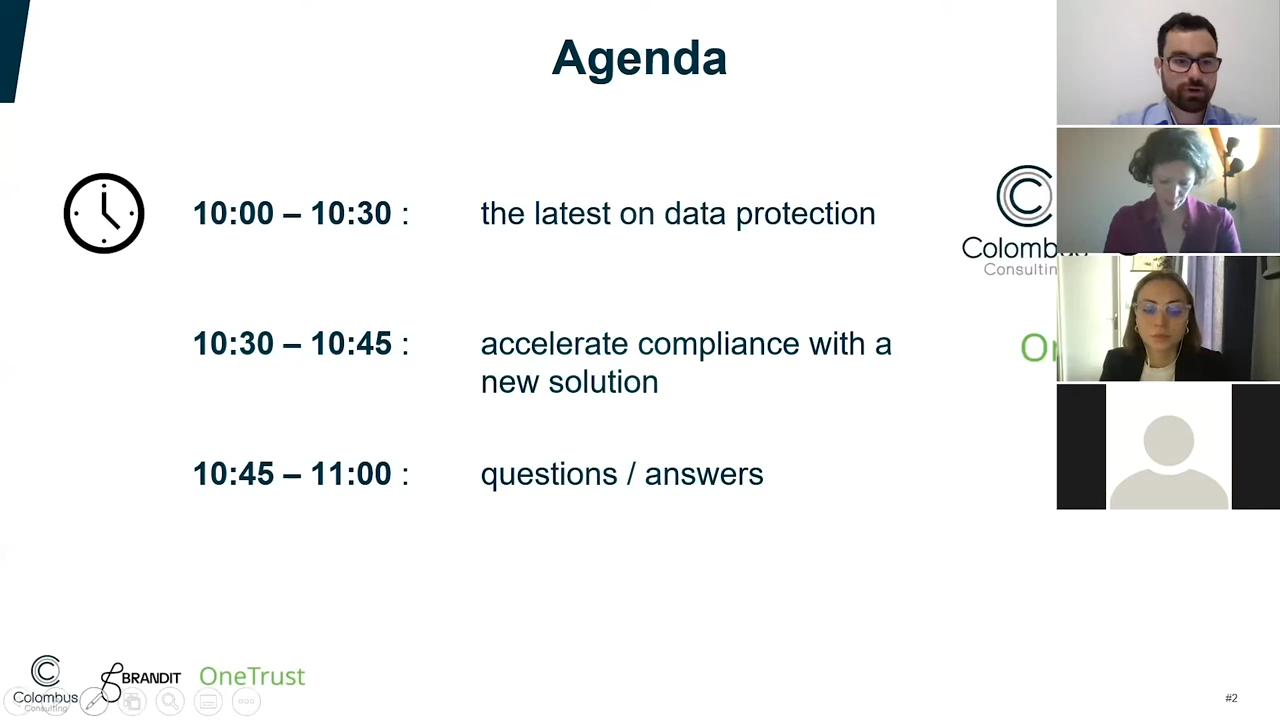 Agenda
10:00 – 10:30 : the latest on data protection
Colombus
Consultin
10:30 – 10:45 : accelerate compliance with a
new solution
10:45 – 11:00 : questions / answers
Colombus
Consulting
BRANDIT
OneTrust
#2